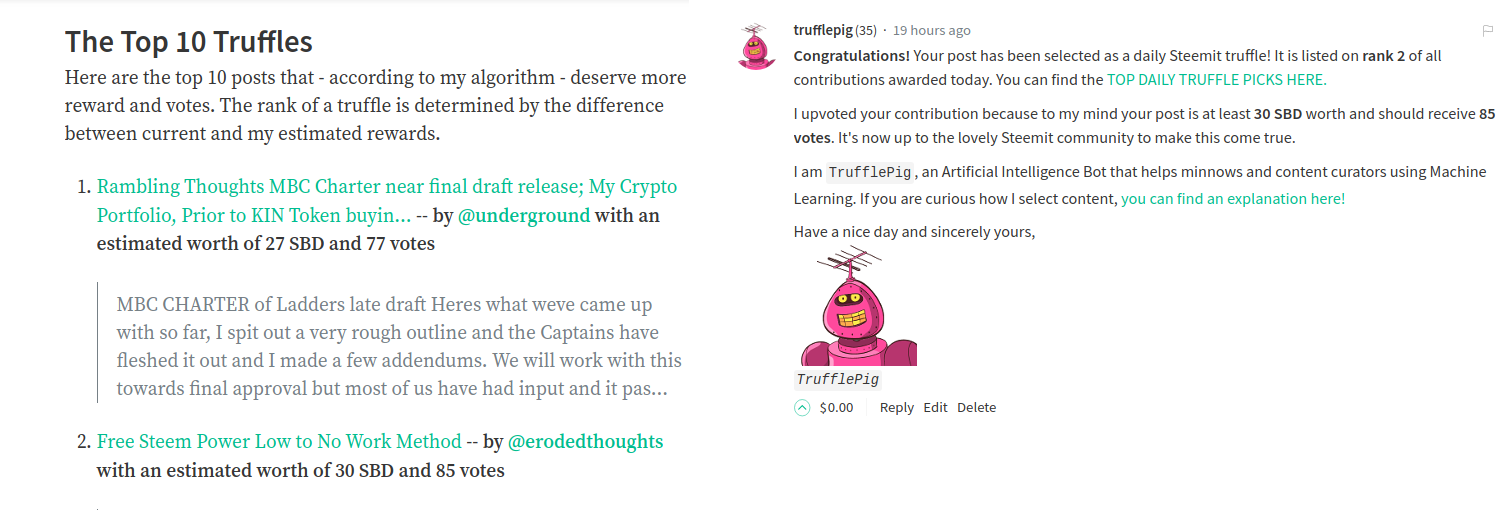 The Top 10 Truffles
Here are the top 10 posts that - according to my algorithm - deserve more
reward and votes. The rank of a truffle is determined by the difference
between current and my estimated rewards.
1. Rambling Thoughts MBC Charter near final draft release; My Crypto
Portfolio, Prior to KIN Token buyin... -- by @underground with an
estimated worth of 27 SBD and 77 votes
MBC CHARTER of Ladders late draft Heres what weve came up
with so far, I spit out a very rough outline and the Captains have
fleshed it out and I made a few addendums. We will work with this
towards final approval but most of us have had input and it pas...
2. Free Steem Power Low to No Work Method -- by @erodedthoughts
with an estimated worth of 30 SBD and 85 votes
trufflepig (35) · 19 hours ago
Congratulations! Your post has been selected as a daily Steemit truffle! It is listed on rank 2 of all
contributions awarded today. You can find the TOP DAILY TRUFFLE PICKS HERE.
I upvoted your contribution because to my mind your post is at least 30 SBD worth and should receive 85
votes. It's now up to the lovely Steemit community to make this come true.
I am TrufflePig, an Artificial Intelligence Bot that helps minnows and content curators using Machine
Learning. If you are curious how I select content, you can find an explanation here!
Have a nice day and sincerely yours,
TrufflePig
$0.00 Reply Edit Delete